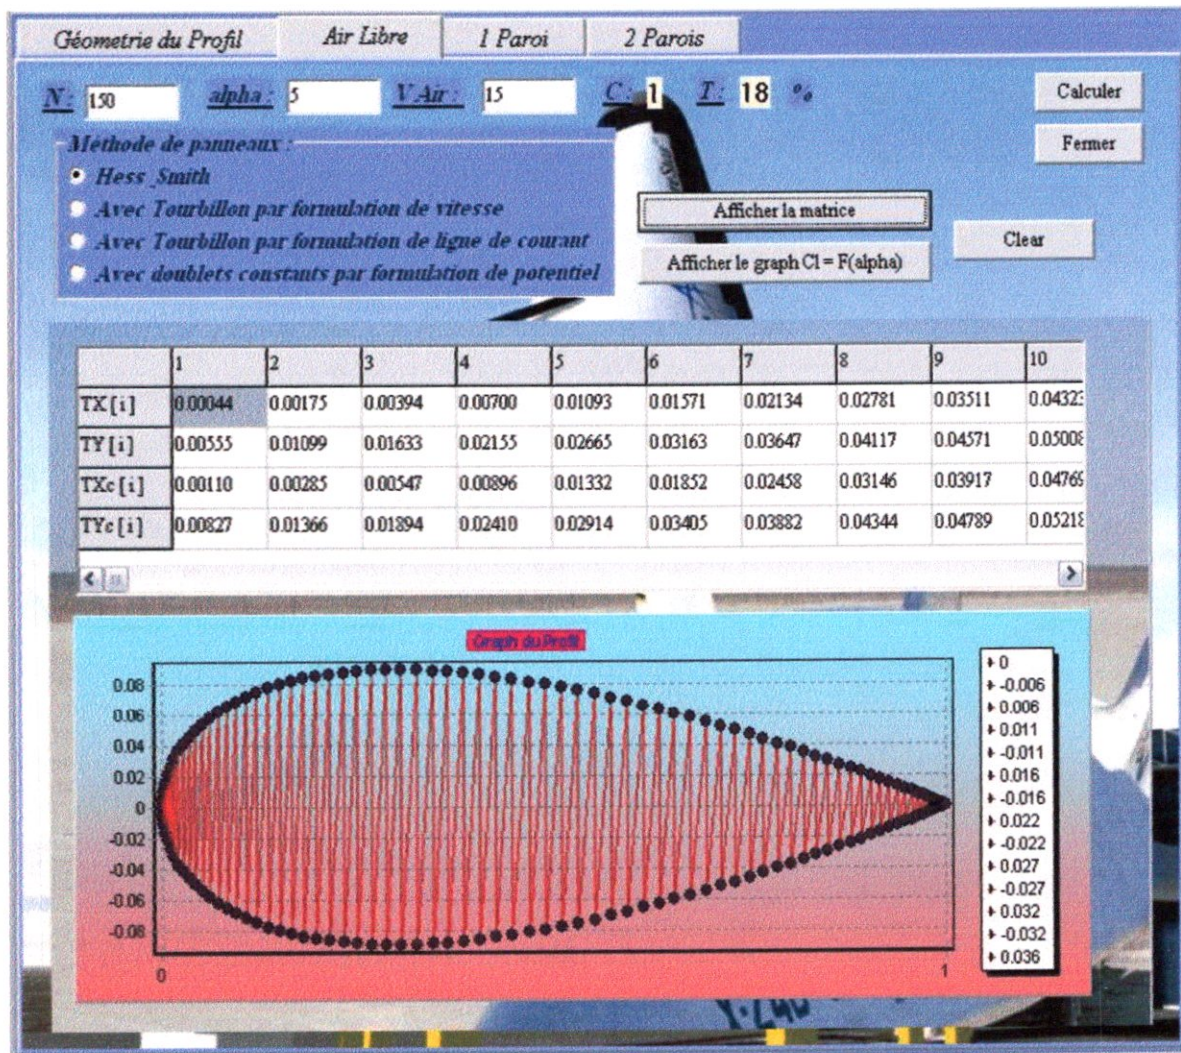 Géometrie du Profil Air Libre 1 Paroi 2 Parois
N : 150 alpha : 5 V Air : 15 C : 1 T : 18 % Calculer
Fermer
Méthode de panneaux :
Hess_Smith
Avec Tourbillon par formulation de vitesse
Avec Tourbillon par formulation de ligne de courant
Avec doublets constants par formulation de potentiel
Afficher la matrice
Afficher le graph Cl = F(alpha)
Clear
1 2 3 4 5 6 7 8 9 10
TX[i] 0.00044 0.00175 0.00394 0.00700 0.01093 0.01571 0.02134 0.02781 0.03511 0.0432
TY[i] 0.00555 0.01099 0.01633 0.02155 0.02665 0.03163 0.03647 0.04117 0.04571 0.05008
TXc[i] 0.00110 0.00285 0.00547 0.00896 0.01332 0.01852 0.02458 0.03146 0.03917 0.04769
TYc[i] 0.00827 0.01366 0.01894 0.02410 0.02914 0.03405 0.03882 0.04344 0.04789 0.05218
Graph du Profil
0.08
0.06
0.04
0.02
0
-0.02
-0.04
-0.06
-0.08
0 1
0
-0.006
0.006
0.011
-0.011
0.016
-0.016
0.022
-0.022
0.027
-0.027
0.032
-0.032
0.036